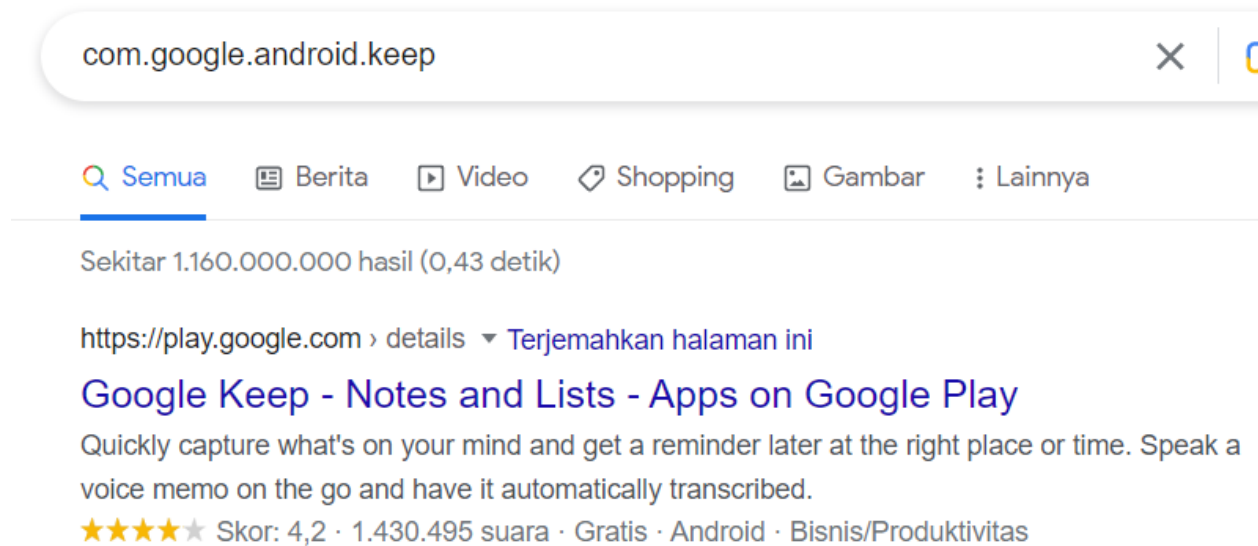 com.google.android.keep
Semua Berita Video Shopping Gambar Lainnya
Sekitar 1.160.000.000 hasil (0,43 detik)
https://play.google.com › details Terjemahkan halaman ini
Google Keep - Notes and Lists - Apps on Google Play
Quickly capture what's on your mind and get a reminder later at the right place or time. Speak a
voice memo on the go and have it automatically transcribed.
Skor: 4,2 · 1.430.495 suara · Gratis · Android · Bisnis/Produktivitas